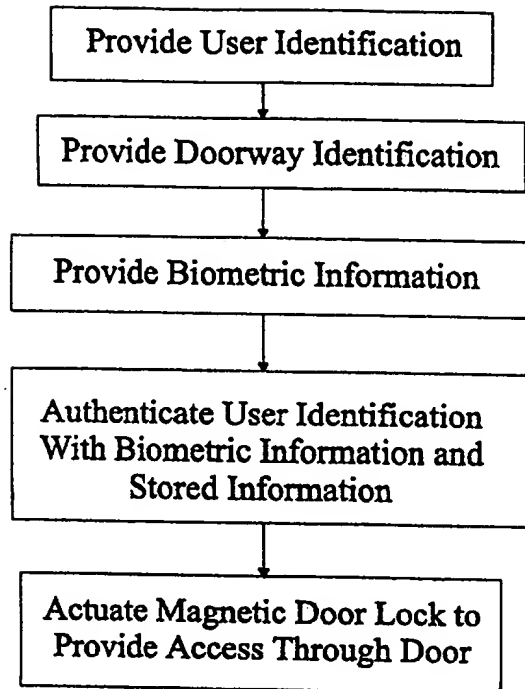 Provide User Identification
Provide Doorway Identification
Provide Biometric Information
Authenticate User Identification
With Biometric Information and
Stored Information
Actuate Magnetic Door Lock to
Provide Access Through Door